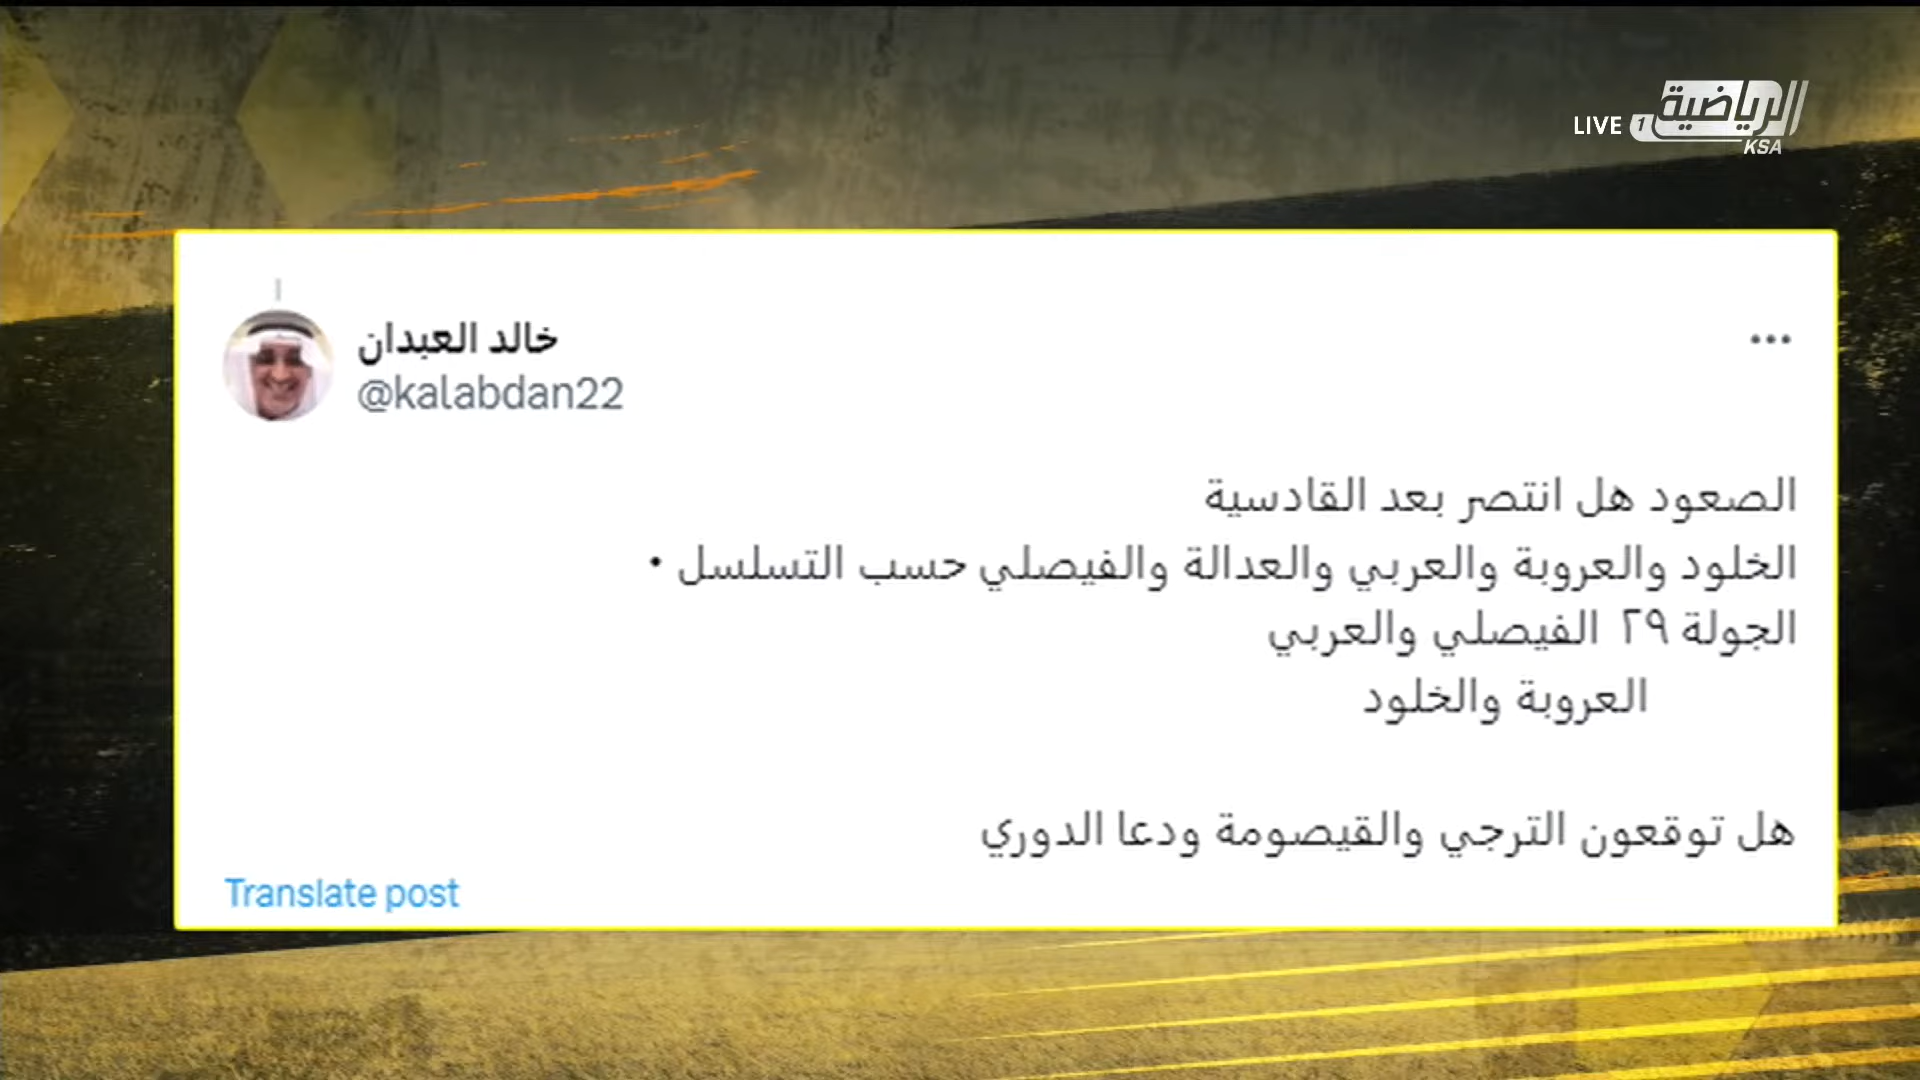 الرياضية
LIVE 1
KSA
خالد العبدان
@kalabdan22
الصعود هل انتصر بعد القادسية
الخلود والعروبة والعربي والعدالة والفيصلي حسب التسلسل •
الجولة ٢٩ الفيصلي والعربي
العروبة والخلود
هل توقعون الترجي والقيصومة ودعا الدوري
Translate post